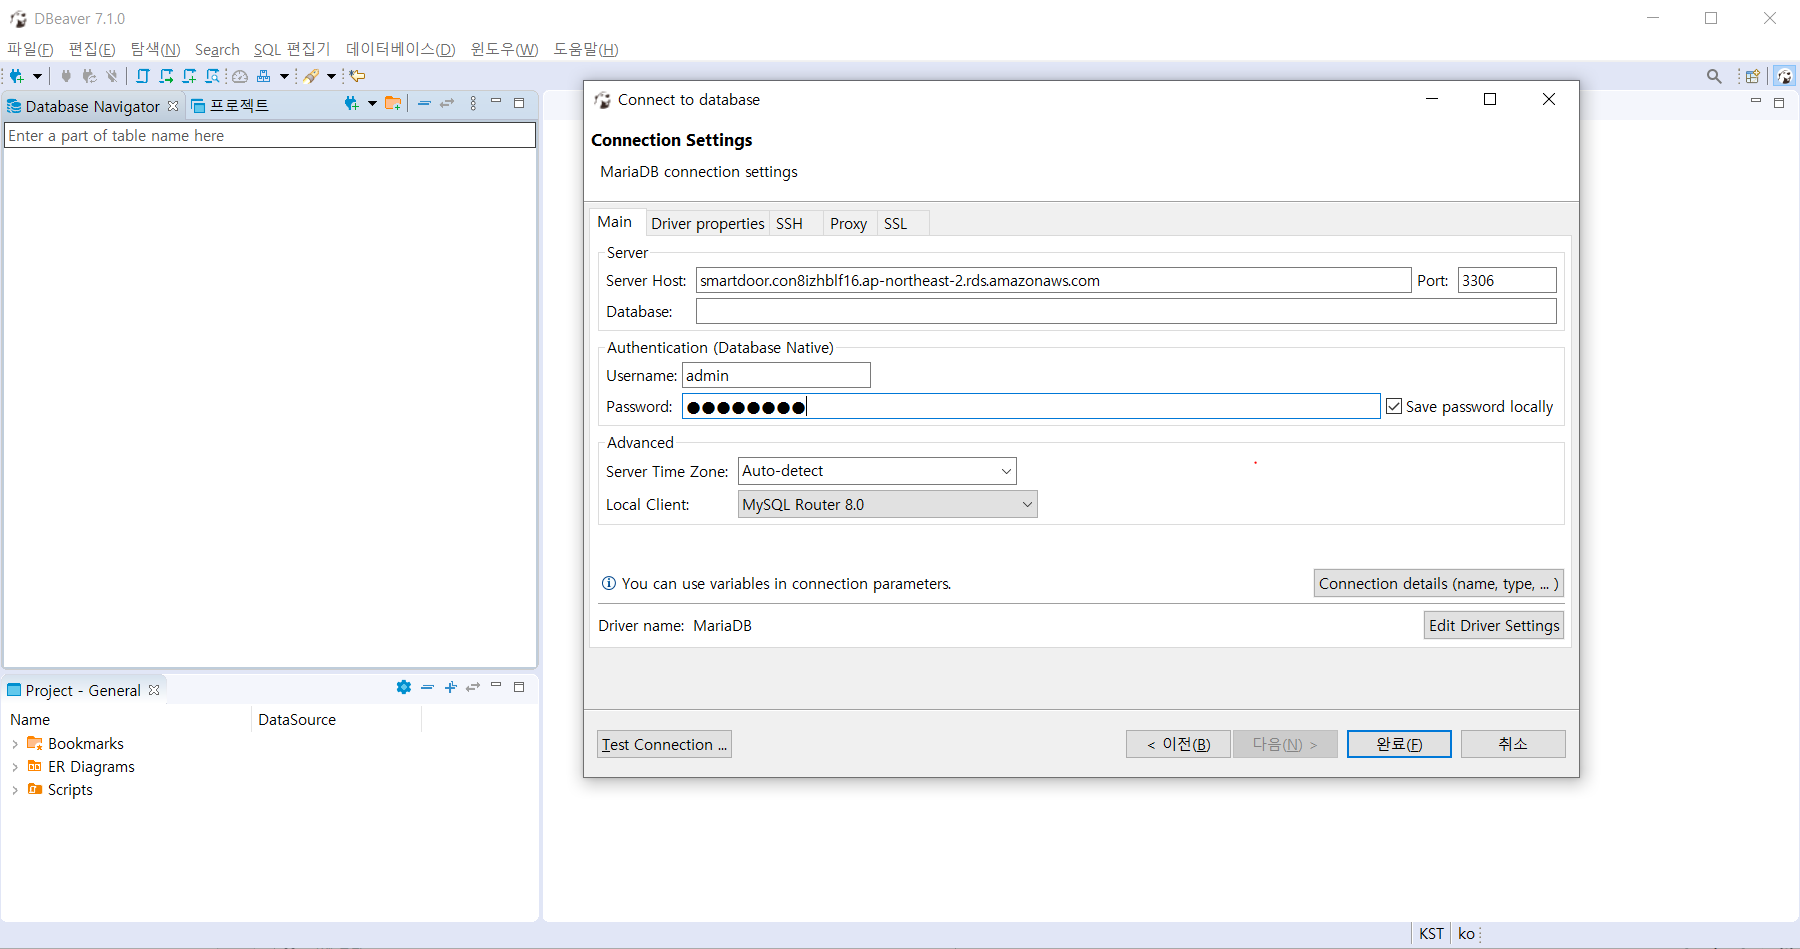 DBeaver 7.1.0
파일(F) 편집(E) 탐색(N) Search SQL 편집기 데이터베이스(D) 윈도우(W) 도움말(H)
Database Navigator 프로젝트
Enter a part of table name here
Project - General
Name DataSource
Bookmarks
ER Diagrams
Scripts
Connect to database
Connection Settings
MariaDB connection settings
Main Driver properties SSH Proxy SSL
Server
Server Host: smartdoor.con8izhblf16.ap-northeast-2.rds.amazonaws.com Port: 3306
Database:
Authentication (Database Native)
Username: admin
Password: ●●●●●●●● Save password locally
Advanced
Server Time Zone: Auto-detect
Local Client: MySQL Router 8.0
You can use variables in connection parameters. Connection details (name, type, ... )
Driver name: MariaDB Edit Driver Settings
Test Connection ... < 이전(B) 다음(N) > 완료(F) 취소
KST ko